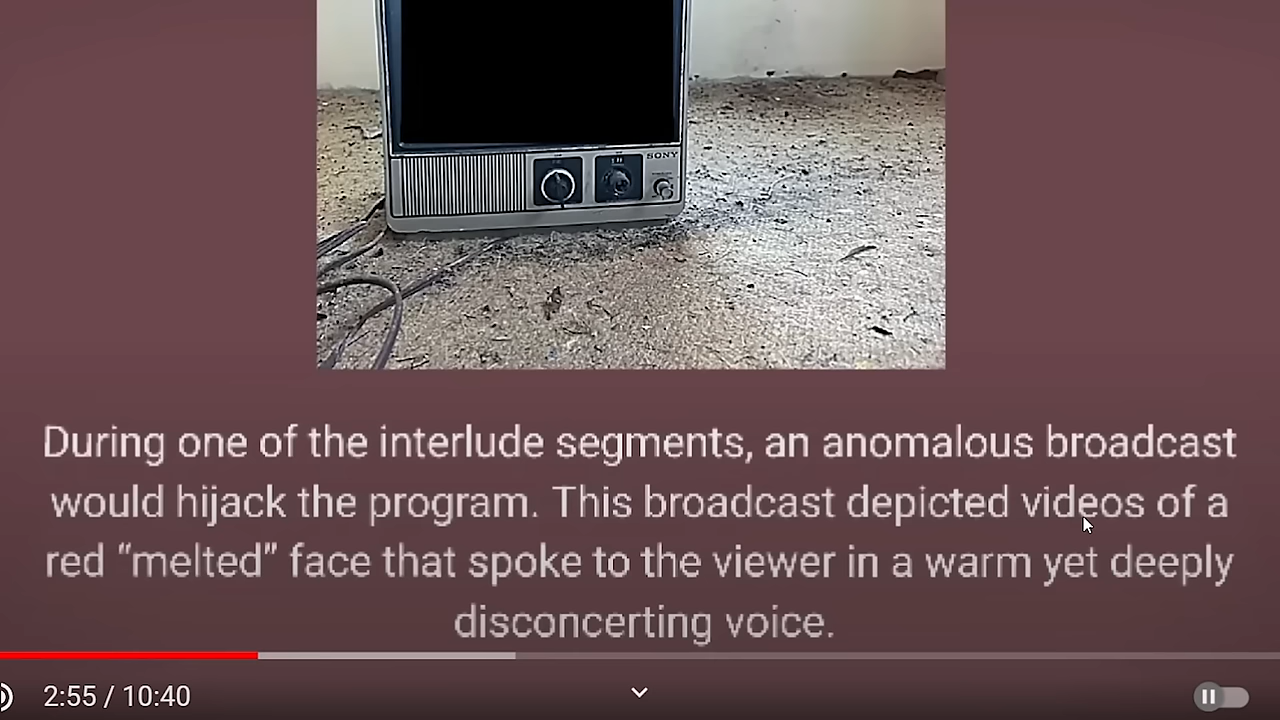 SONY
During one of the interlude segments, an anomalous broadcast
would hijack the program. This broadcast depicted videos of a
red “melted” face that spoke to the viewer in a warm yet deeply
disconcerting voice.
2:55 / 10:40